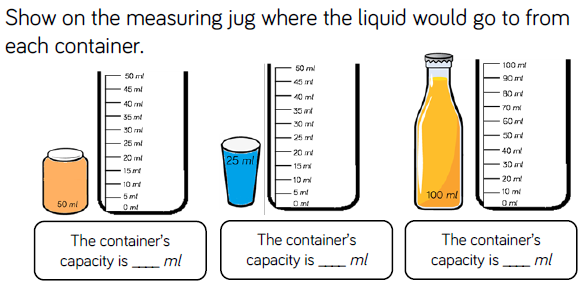 Show on the measuring jug where the liquid would go to from
each container.
50 ml
45 ml
40 ml
35 ml
30 ml
25 ml
20 ml
15 ml
10 ml
5 ml
0 ml
50 ml
50 ml
45 ml
40 ml
35 ml
30 ml
25 ml
20 ml
15 ml
10 ml
5 ml
0 ml
25 ml
100 ml
90 ml
80 ml
70 ml
60 ml
50 ml
40 ml
30 ml
20 ml
10 ml
0 ml
100 ml
The container's
capacity is ____ ml
The container's
capacity is ____ ml
The container's
capacity is ____ ml